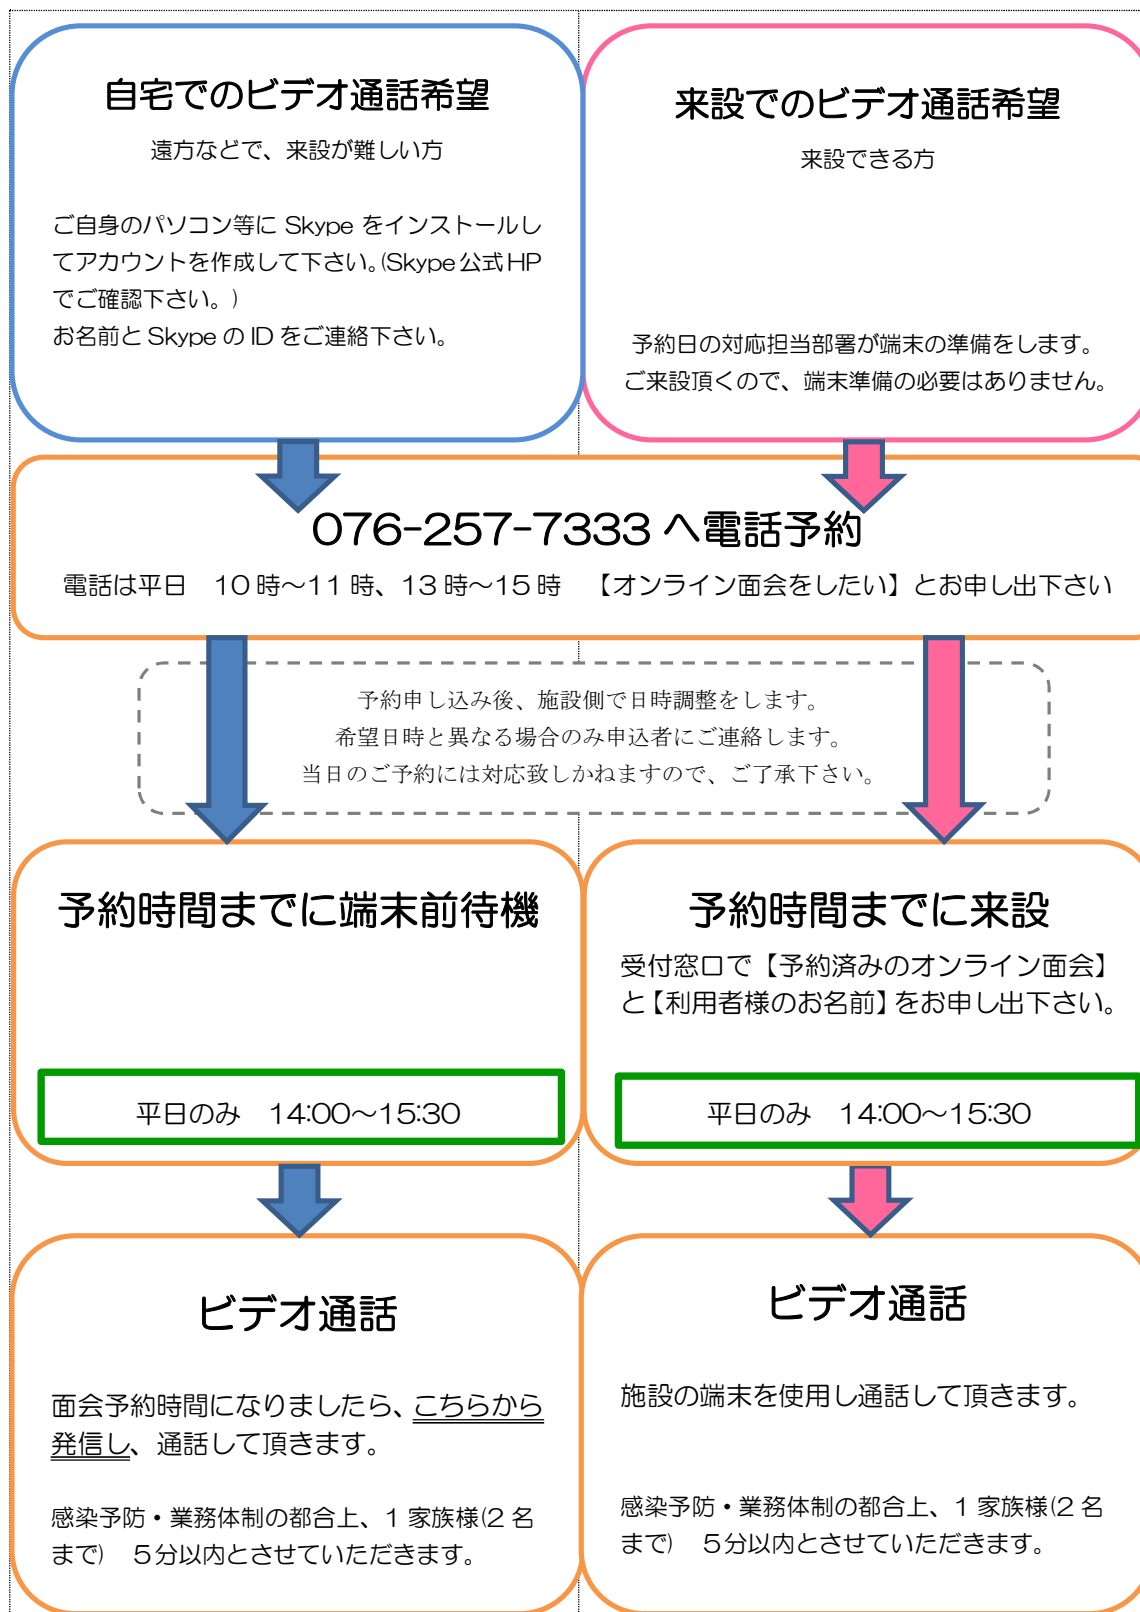 自宅でのビデオ通話希望
遠方などで、来設が難しい方
ご自身のパソコン等に Skype をインストールし
てアカウントを作成して下さい。(Skype公式HP
でご確認下さい。)
お名前と Skype の ID をご連絡下さい。
来設でのビデオ通話希望
来設できる方
予約日の対応担当部署が端末の準備をします。
ご来設頂くので、端末準備の必要はありません。
076-257-7333 へ電話予約
電話は平日　10 時～11 時、13 時～15 時　【オンライン面会をしたい】とお申し出下さい
予約申し込み後、施設側で日時調整をします。
希望日時と異なる場合のみ申込者にご連絡します。
当日のご予約には対応致しかねますので、ご了承下さい。
予約時間までに端末前待機
平日のみ　14:00～15:30
予約時間までに来設
受付窓口で【予約済みのオンライン面会】
と【利用者様のお名前】をお申し出下さい。
平日のみ　14:00～15:30
ビデオ通話
面会予約時間になりましたら、こちらから
発信し、通話して頂きます。
感染予防・業務体制の都合上、1 家族様(2 名
まで)　5分以内とさせていただきます。
ビデオ通話
施設の端末を使用し通話して頂きます。
感染予防・業務体制の都合上、1 家族様(2 名
まで)　5分以内とさせていただきます。